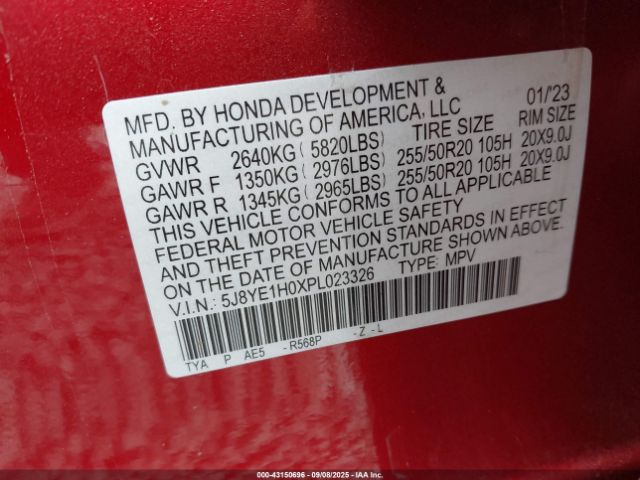 MFD. BY HONDA DEVELOPMENT & 01/'23
MANUFACTURING OF AMERICA, LLC
TIRE SIZE RIM SIZE
GVWR 2640KG ( 5820LBS)
GAWR F 1350KG ( 2976LBS) 255/50R20 105H 20X9.0J
GAWR R 1345KG ( 2965LBS) 255/50R20 105H 20X9.0J
THIS VEHICLE CONFORMS TO ALL APPLICABLE
FEDERAL MOTOR VEHICLE SAFETY
AND THEFT PREVENTION STANDARDS IN EFFECT
ON THE DATE OF MANUFACTURE SHOWN ABOVE.
V.I.N.: 5J8YE1H0XPL023326 TYPE: MPV
TYA P AE5 -R568P -Z-L
000-43150696 - 09/08/2025 - IAAI.COM